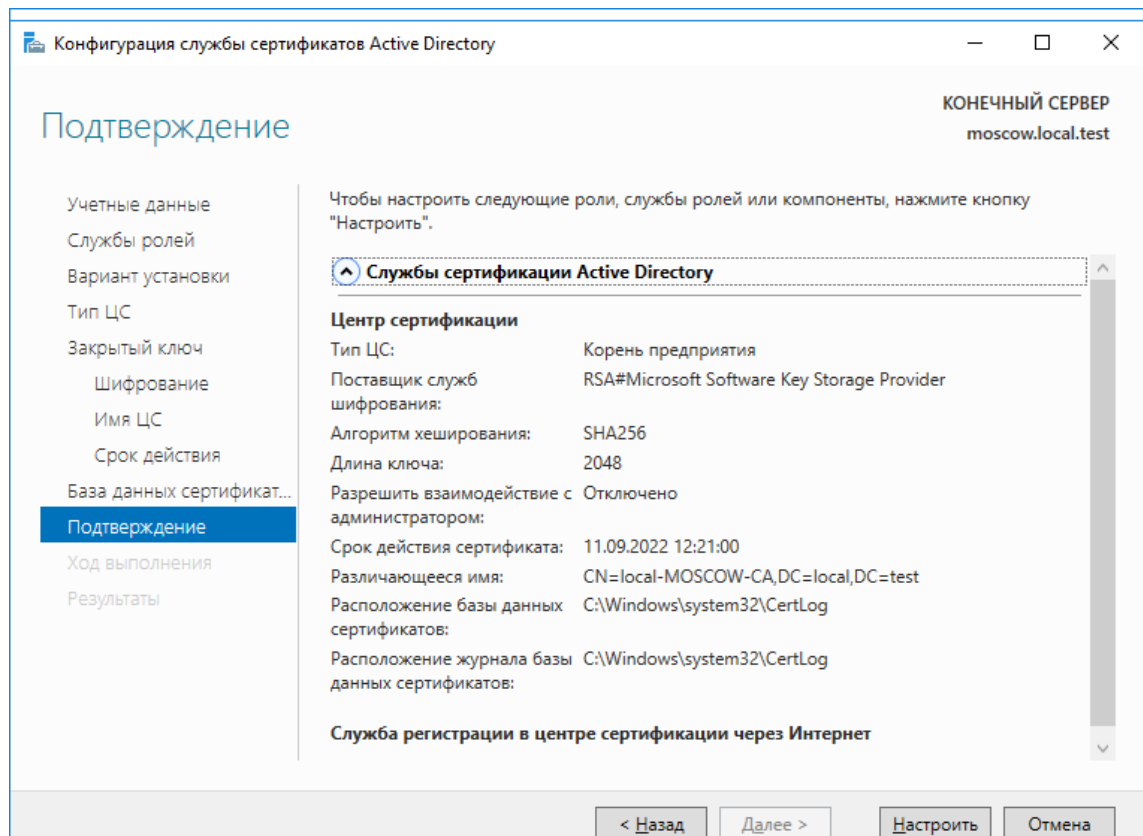 Конфигурация службы сертификатов Active Directory
Подтверждение
КОНЕЧНЫЙ СЕРВЕР
moscow.local.test
Учетные данные
Службы ролей
Вариант установки
Тип ЦС
Закрытый ключ
Шифрование
Имя ЦС
Срок действия
База данных сертификат...
Подтверждение
Ход выполнения
Результаты
Чтобы настроить следующие роли, службы ролей или компоненты, нажмите кнопку
"Настроить".
Службы сертификации Active Directory
Центр сертификации
Тип ЦС: Корень предприятия
Поставщик служб RSA#Microsoft Software Key Storage Provider
шифрования:
Алгоритм хеширования: SHA256
Длина ключа: 2048
Разрешить взаимодействие с Отключено
администратором:
Срок действия сертификата: 11.09.2022 12:21:00
Различающееся имя: CN=local-MOSCOW-CA,DC=local,DC=test
Расположение базы данных C:\Windows\system32\CertLog
сертификатов:
Расположение журнала базы C:\Windows\system32\CertLog
данных сертификатов:
Служба регистрации в центре сертификации через Интернет
< Назад Далее > Настроить Отмена